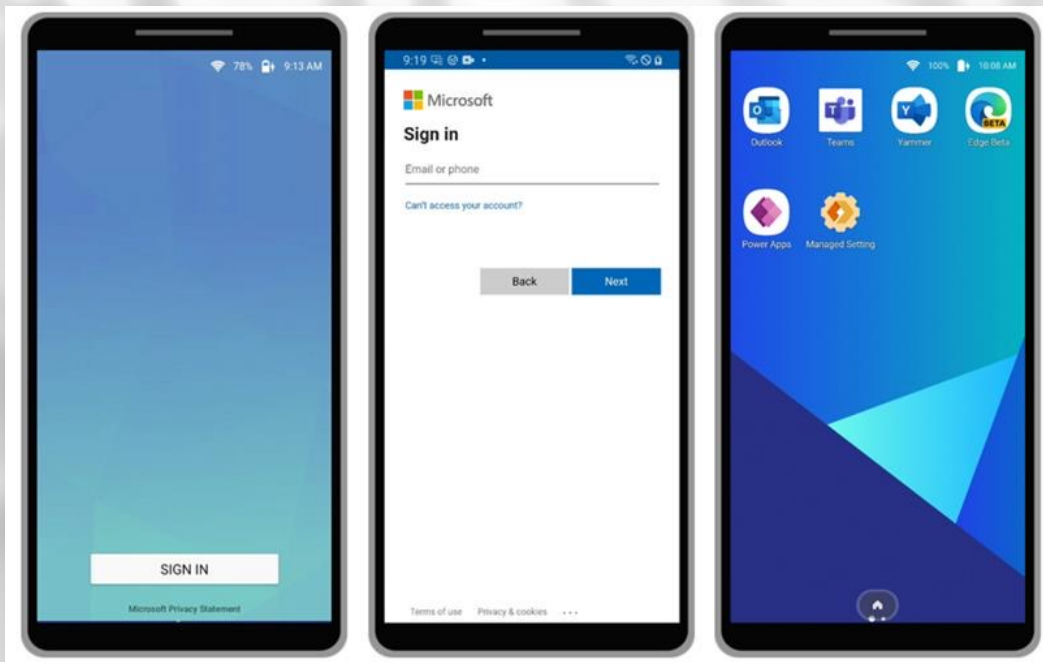 78% 9:13 AM
SIGN IN
Microsoft Privacy Statement
9:19
Microsoft
Sign in
Email or phone
Can't access your account?
Back Next
Terms of use Privacy & cookies ...
100% 10:08 AM
Outlook Teams Yammer Edge Beta
BETA
Power Apps Managed Setting